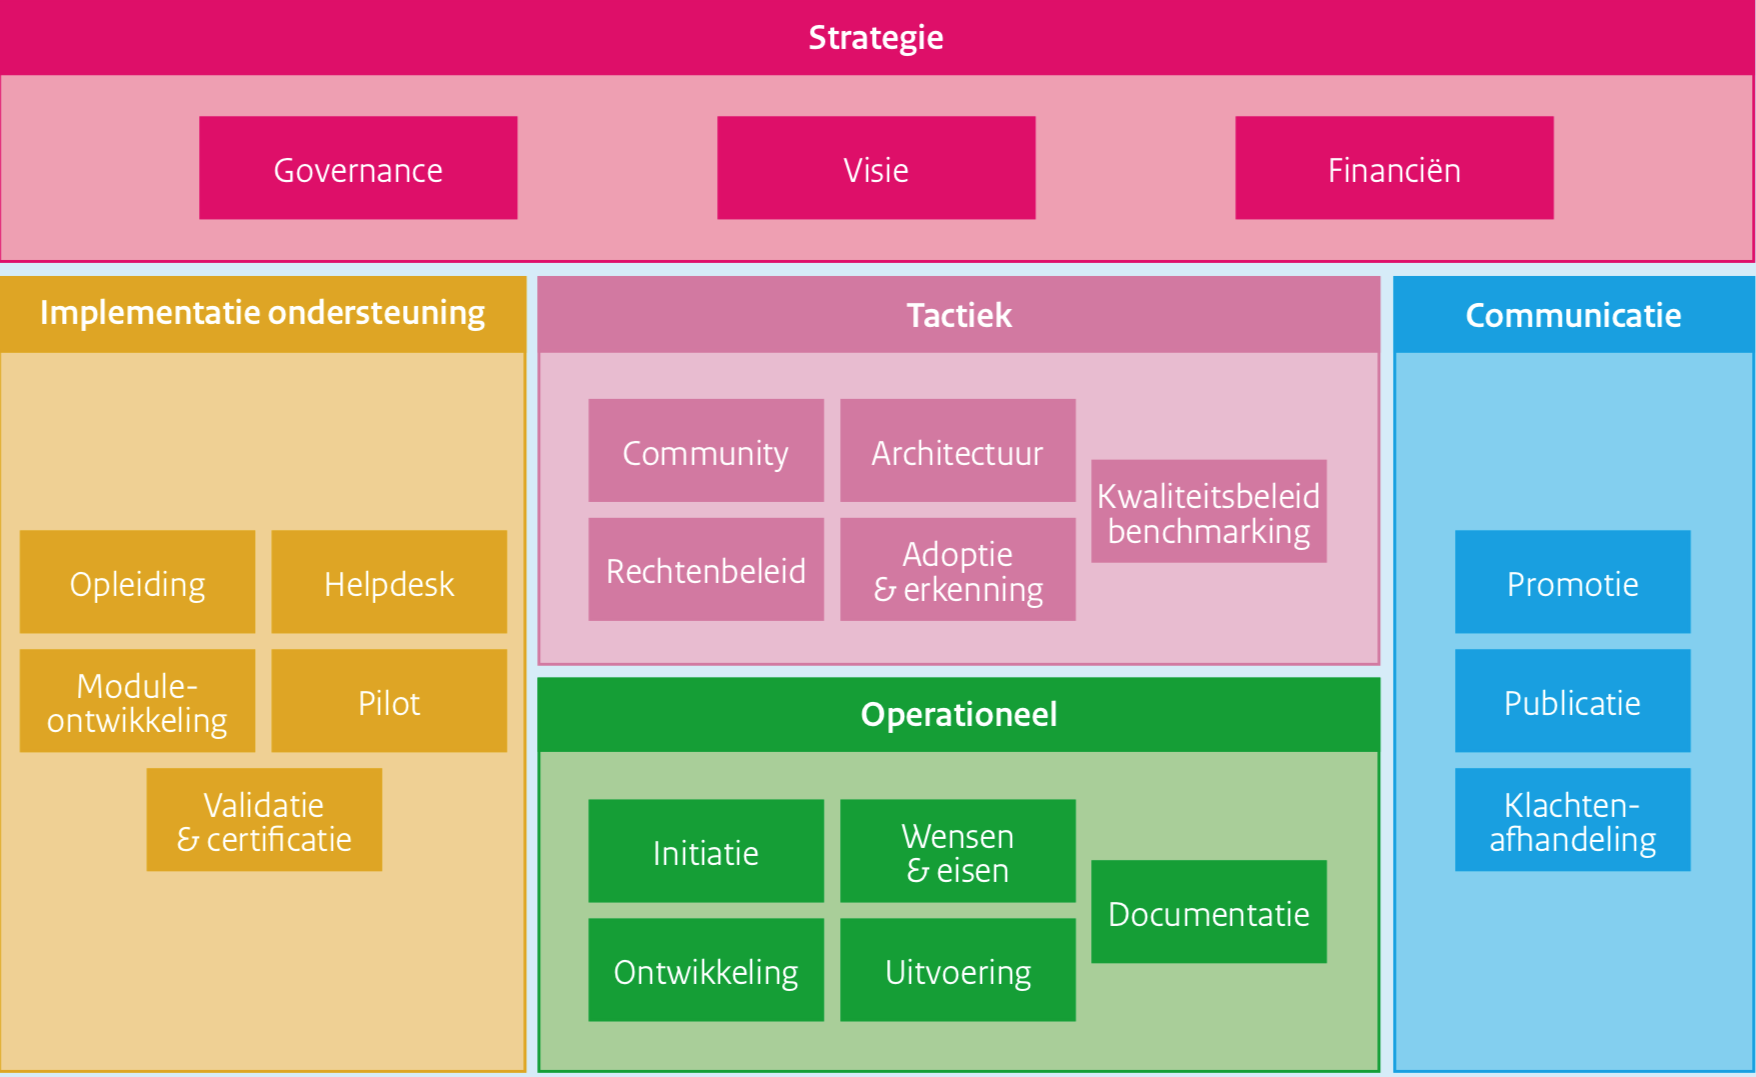 Strategie
Governance
Visie
Financiën
Implementatie ondersteuning
Opleiding
Helpdesk
Module-
ontwikkeling
Pilot
Validatie
& certificatie
Tactiek
Community
Architectuur
Rechtenbeleid
Adoptie
& erkenning
Kwaliteitsbeleid
benchmarking
Operationeel
Initiatie
Wensen
& eisen
Ontwikkeling
Uitvoering
Documentatie
Communicatie
Promotie
Publicatie
Klachten-
afhandeling